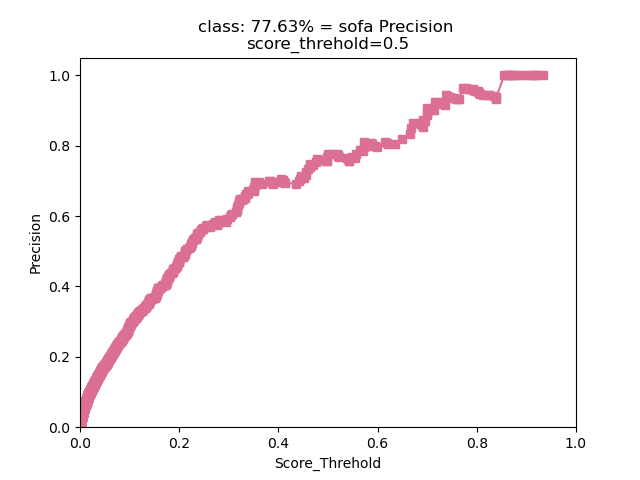 class: 77.63% = sofa Precision
score_threhold=0.5
1.0
0.8
0.6
0.4
0.2
0.0
Precision
0.0 0.2 0.4 0.6 0.8 1.0
Score_Threhold